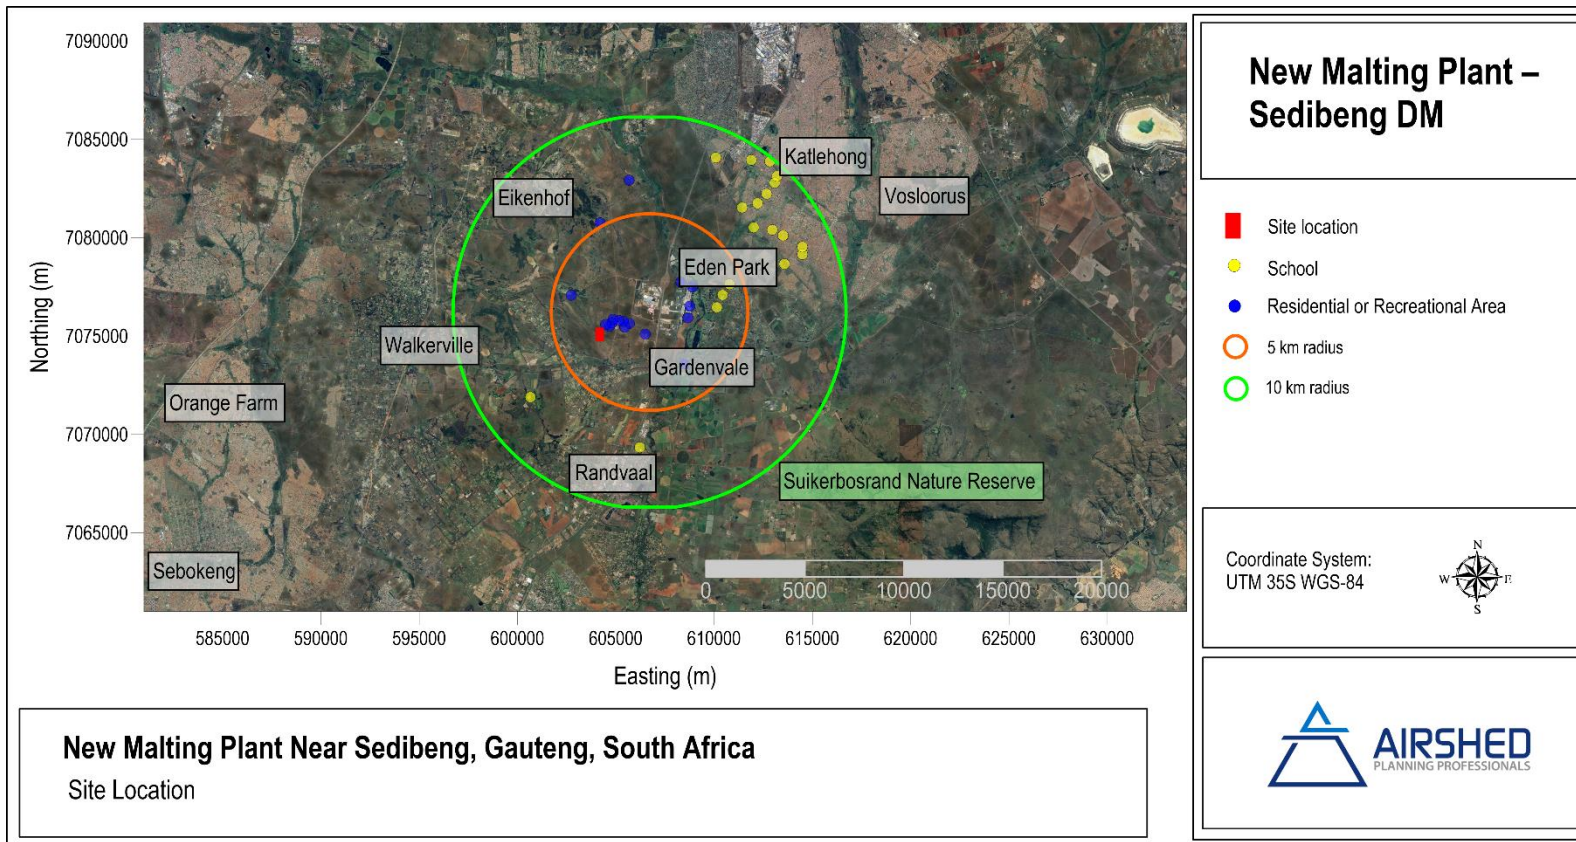 7090000
7085000
7080000
7075000
7070000
7065000
Northing (m)
Katlehong
Eikenhof
Vosloorus
Eden Park
Walkerville
Gardenvale
Orange Farm
Randvaal
Suikerbosrand Nature Reserve
Sebokeng
0 5000 10000 15000 20000
585000 590000 595000 600000 605000 610000 615000 620000 625000 630000
Easting (m)
New Malting Plant –
Sedibeng DM
Site location
School
Residential or Recreational Area
5 km radius
10 km radius
Coordinate System:
UTM 35S WGS-84
N
W E
S
New Malting Plant Near Sedibeng, Gauteng, South Africa
Site Location
AIRSHED
PLANNING PROFESSIONALS